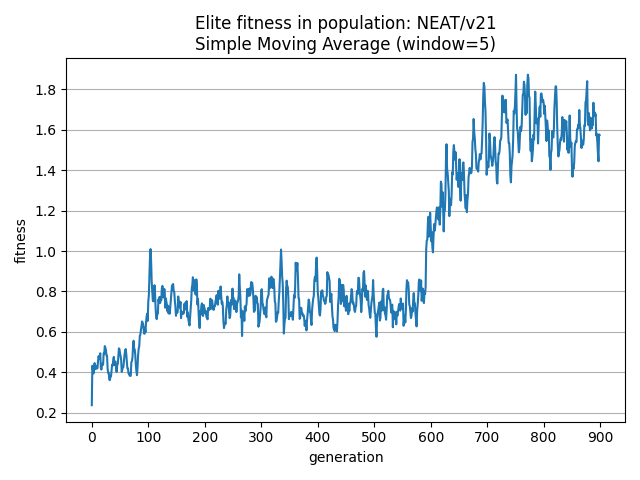 Elite fitness in population: NEAT/v21
Simple Moving Average (window=5)
fitness
1.8
1.6
1.4
1.2
1.0
0.8
0.6
0.4
0.2
0 100 200 300 400 500 600 700 800 900
generation